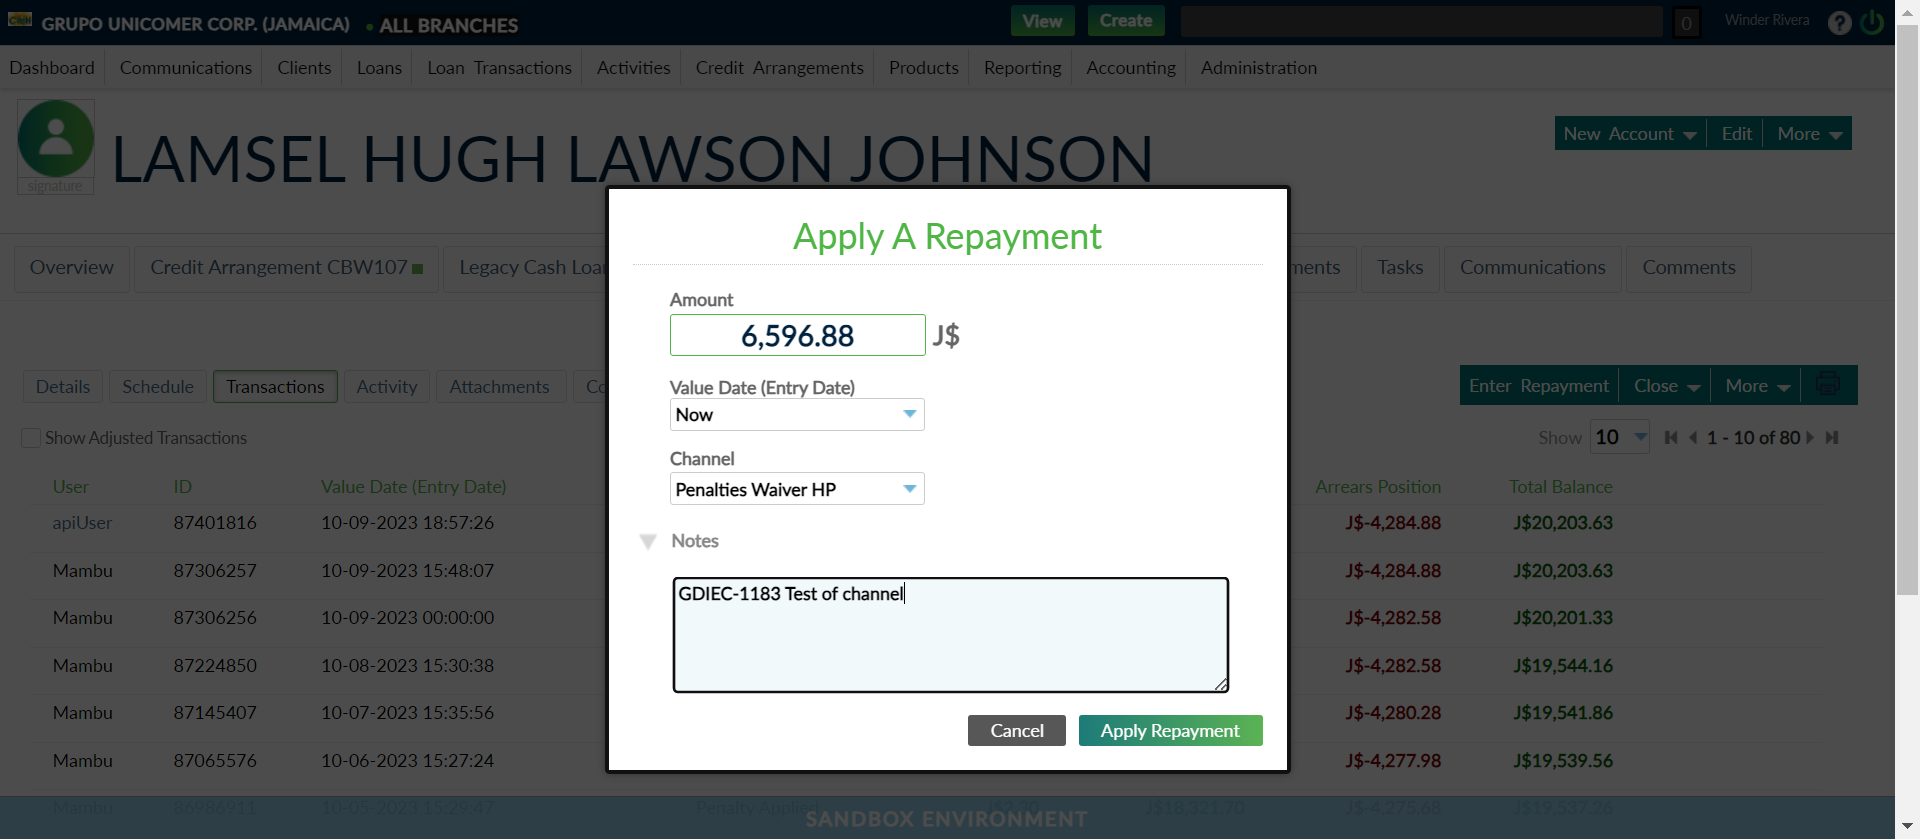 GRUPO UNICOMER CORP. (JAMAICA) ALL BRANCHES View Create 0 Winder Rivera ?
Dashboard Communications Clients Loans Loan Transactions Activities Credit Arrangements Products Reporting Accounting Administration
signature
LAMSEL HUGH LAWSON JOHNSON
New Account Edit More
Overview Credit Arrangement CBW107 Legacy Cash Loa Tasks Communications Comments
Details Schedule Transactions Activity Attachments Co
Enter Repayment Close More
Show Adjusted Transactions
Show 10 1 - 10 of 80
User ID Value Date (Entry Date) Arrears Position Total Balance
apiUser 87401816 10-09-2023 18:57:26 J$-4,284.88 J$20,203.63
Mambu 87306257 10-09-2023 15:48:07 J$-4,284.88 J$20,203.63
Mambu 87306256 10-09-2023 00:00:00 J$-4,282.58 J$20,201.33
Mambu 87224850 10-08-2023 15:30:38 J$-4,282.58 J$19,544.16
Mambu 87145407 10-07-2023 15:35:56 J$-4,280.28 J$19,541.86
Mambu 87065576 10-06-2023 15:27:24 J$-4,277.98 J$19,539.56
Mambu 86986911 10-05-2023 15:29:47 Penalty Applied J$2.30 J$18,321.70 J$-4,275.68 J$19,537.26
SANDBOX ENVIRONMENT
Apply A Repayment
Amount
6,596.88 J$
Value Date (Entry Date)
Now
Channel
Penalties Waiver HP
Notes
GDIEC-1183 Test of channel
Cancel Apply Repayment